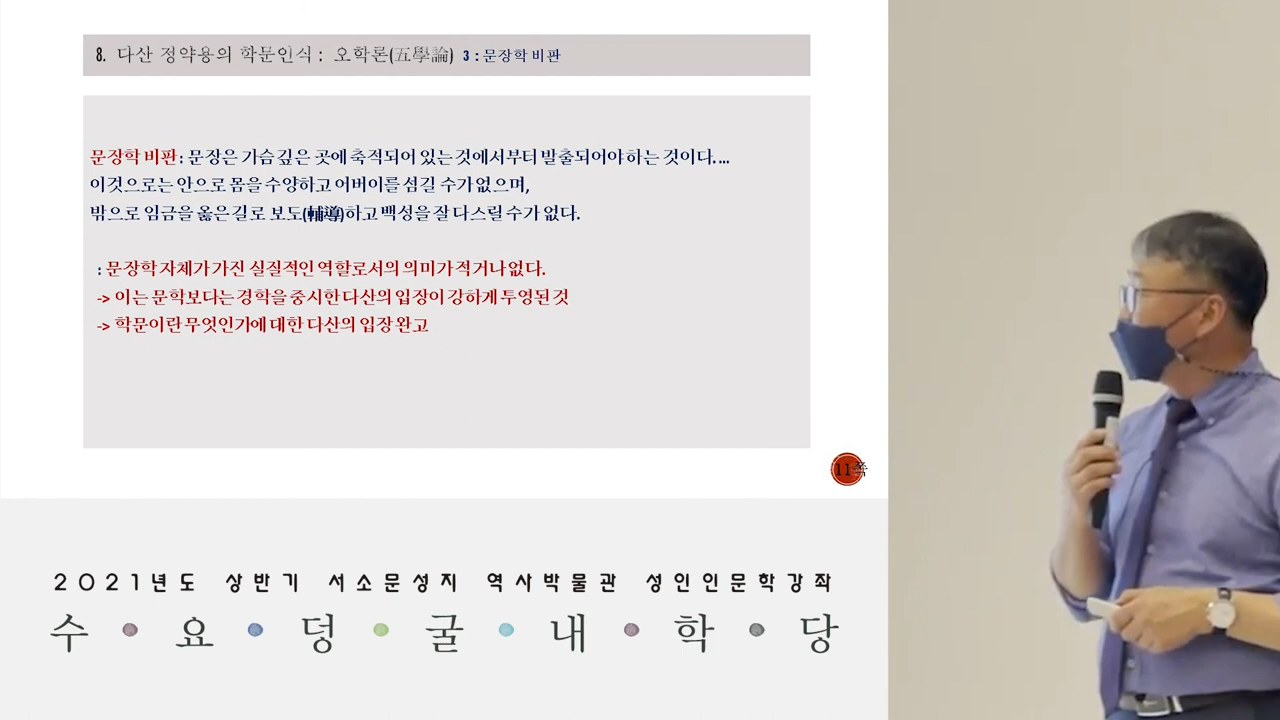 8. 다산 정약용의 학문인식 : 오학론(五學論) 3 : 문장학 비판
문장학 비판 : 문장은 가슴 깊은 곳에 축적되어 있는 것에서부터 발출되어야 하는 것이다. ...
이것으로는 안으로 몸을 수양하고 어버이를 섬길 수가 없으며,
밖으로 임금을 옳은 길로 보도(輔導)하고 백성을 잘 다스릴 수가 없다.
: 문장학 자체가 가진 실질적인 역할로서의 의미가 적거나 없다.
-> 이는 문학보다는 경학을 중시한 다산의 입장이 강하게 투영된 것
-> 학문이란 무엇인가에 대한 다산의 입장 완고
11쪽
2021년도 상반기 서소문성지 역사박물관 성인인문학강좌
수•요•덩•굴•내•학•당